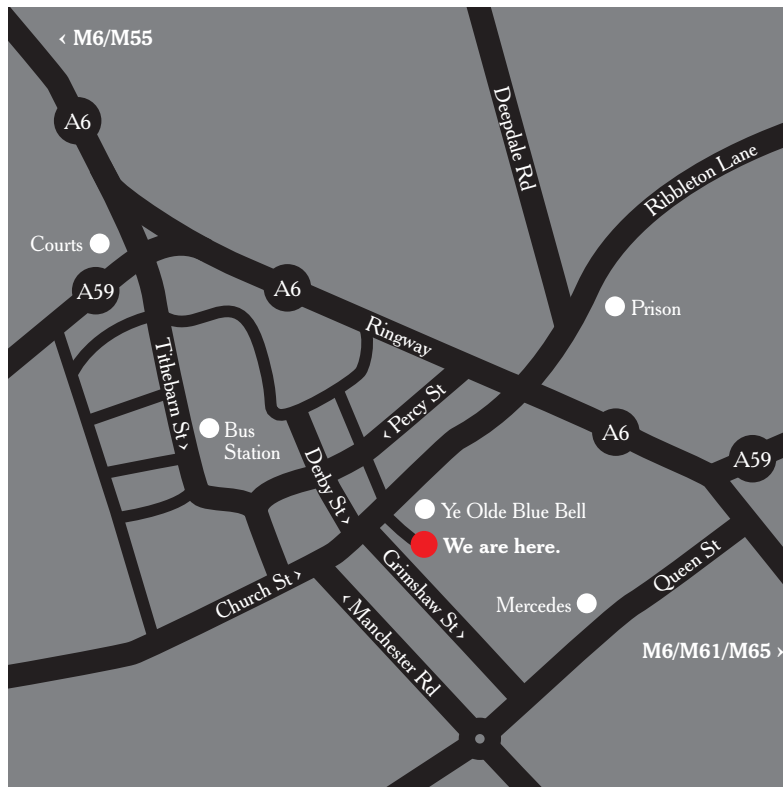 ‹ M6/M55
A6
Deepdale Rd
Ribbleton Lane
Courts
A59
A6
Prison
Ringway
Tithebarn St ›
‹ Percy St
Bus
Station
A6
A59
Derby St ›
Ye Olde Blue Bell
We are here.
Grimshaw St ›
Queen St
Church St ›
‹ Manchester Rd
Mercedes
M6/M61/M65 ›